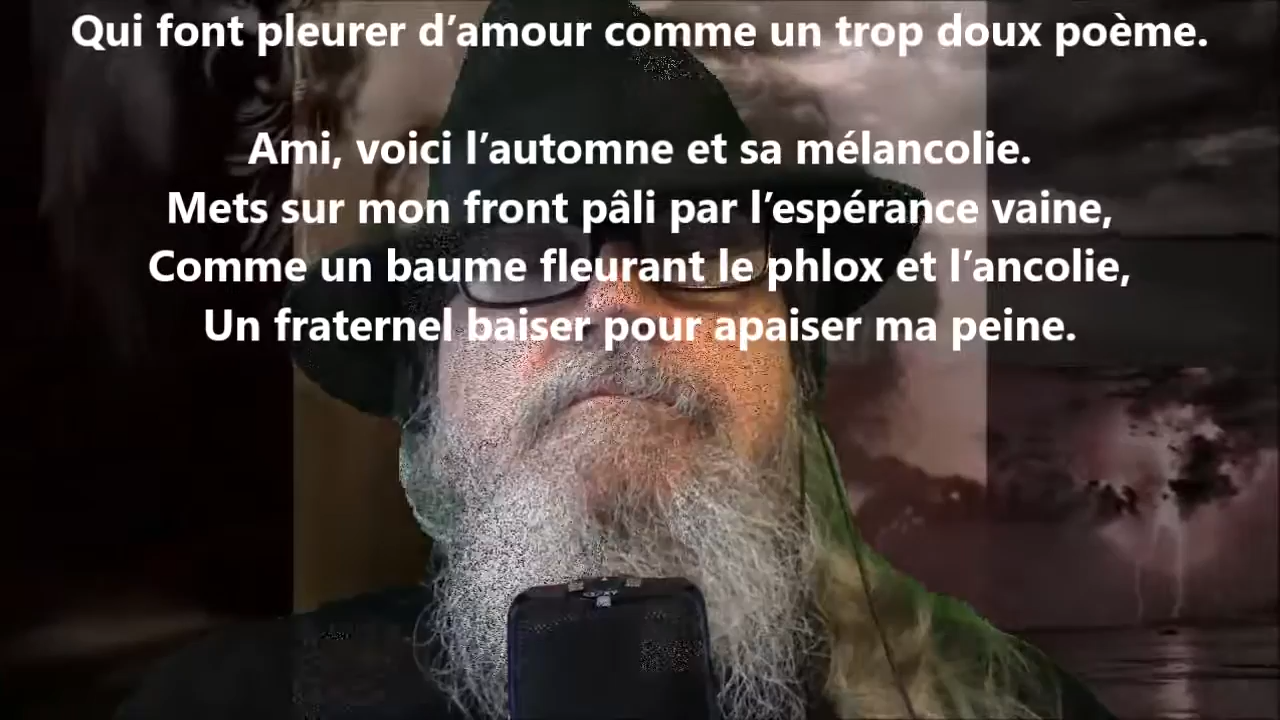 Qui font pleurer d’amour comme un trop doux poème.
Ami, voici l’automne et sa mélancolie.
Mets sur mon front pâli par l’espérance vaine,
Comme un baume fleurant le phlox et l’ancolie,
Un fraternel baiser pour apaiser ma peine.